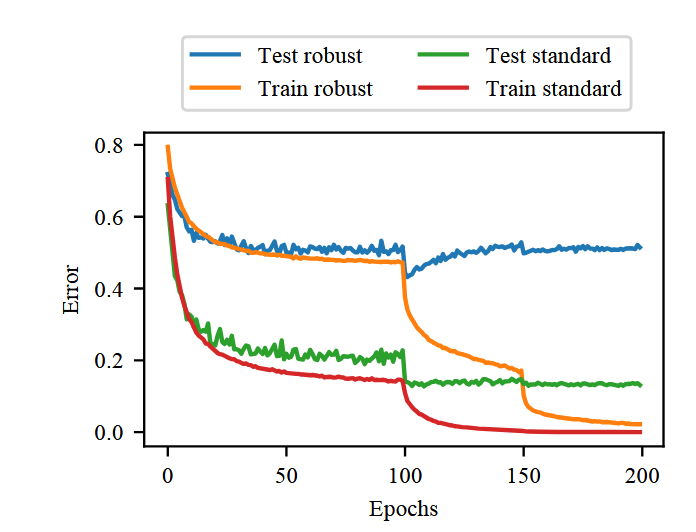 Test robust Test standard
Train robust Train standard
0.8
0.6
0.4
0.2
0.0
Error
0 50 100 150 200
Epochs